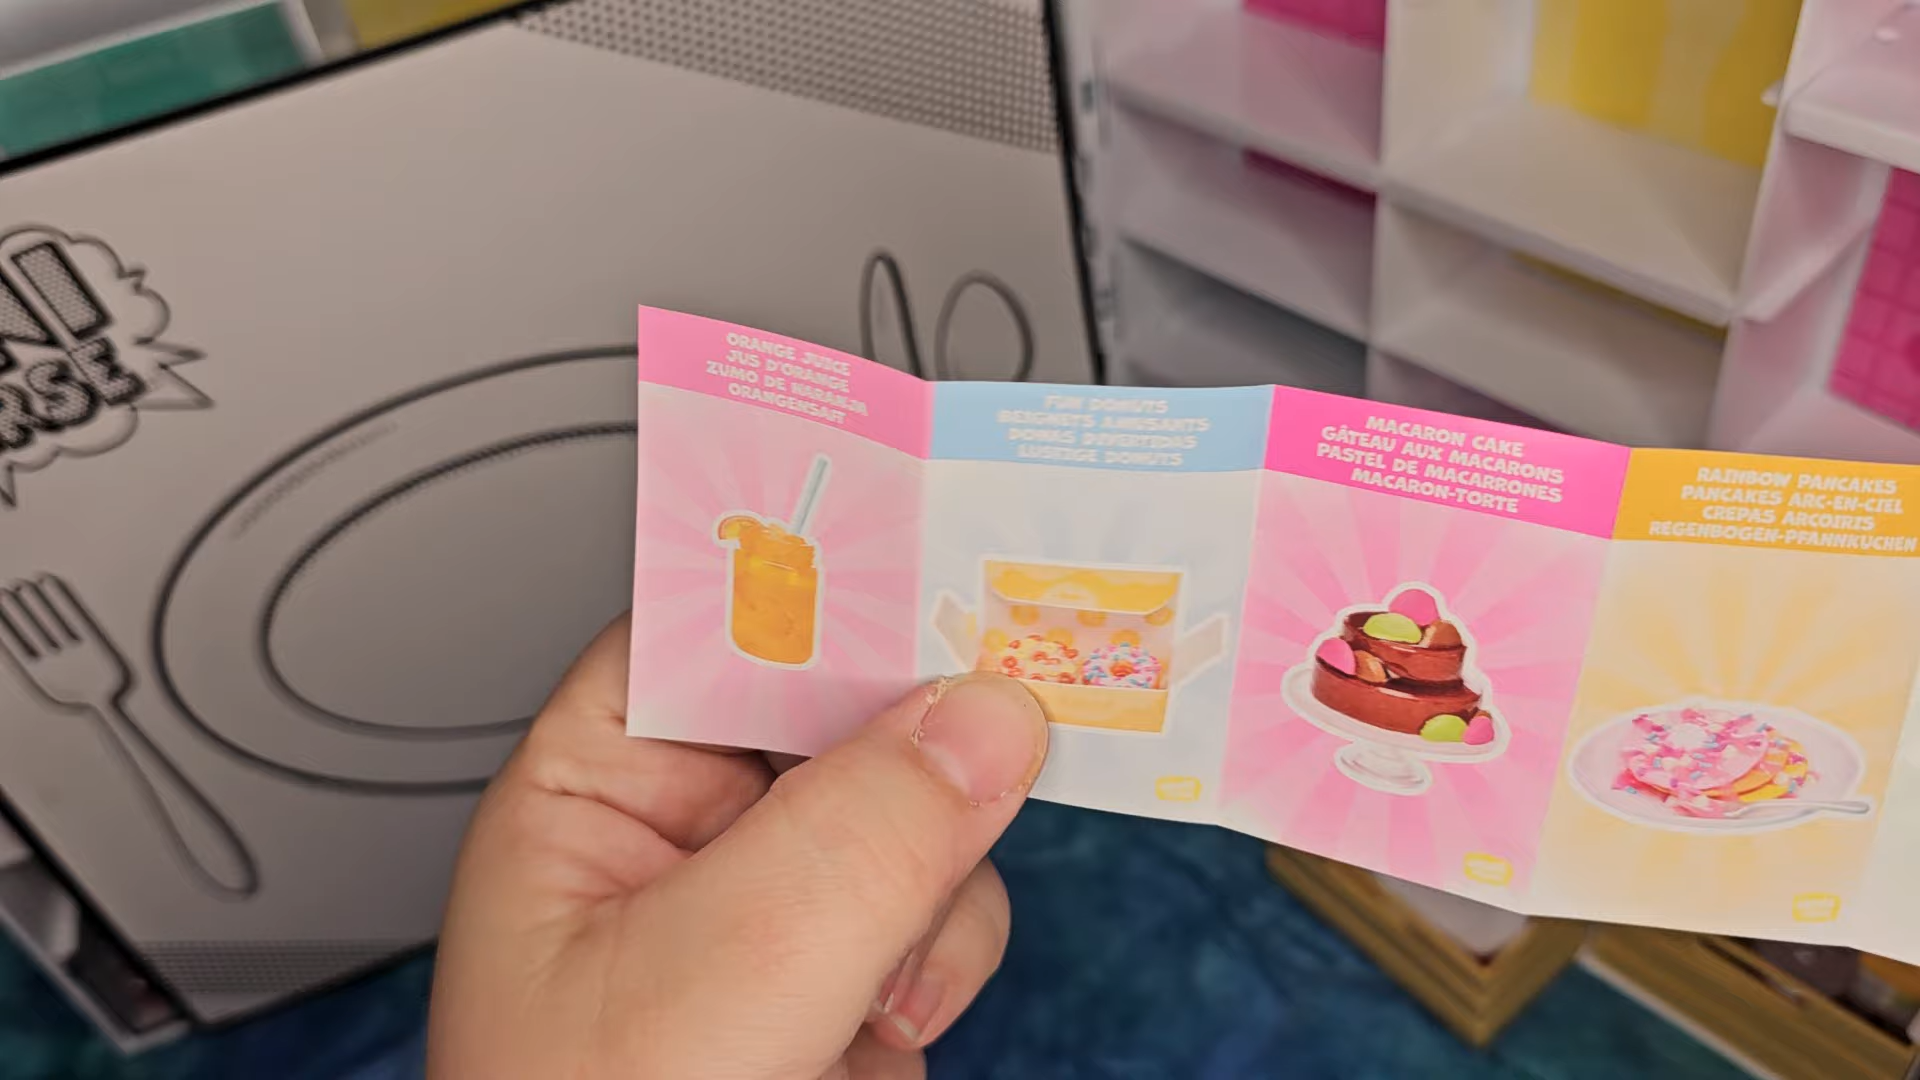 ORANGE JUICE
JUS D'ORANGE
ZUMO DE NARANJA
ORANGENSAFT
FUN DONUTS
BEIGNETS AMUSANTS
DONAS DIVERTIDAS
LUSTIGE DONUTS
MACARON CAKE
GÂTEAU AUX MACARONS
PASTEL DE MACARRONES
MACARON-TORTE
RAINBOW PANCAKES
PANCAKES ARC-EN-CIEL
CREPAS ARCOIRIS
REGENBOGEN-PFANNKUCHEN